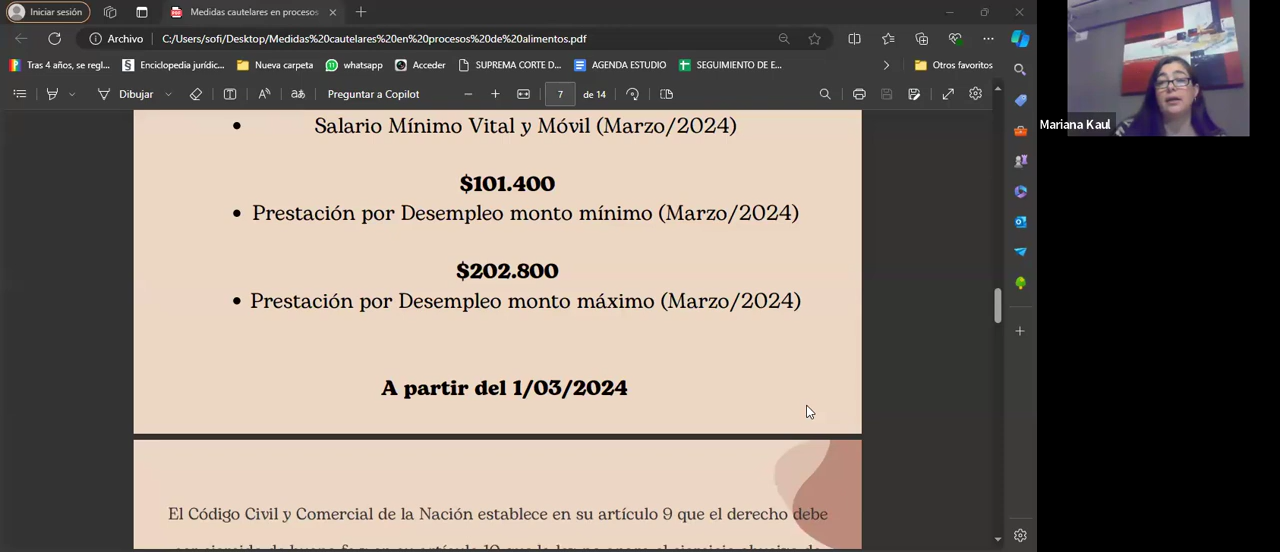 Iniciar sesión
Medidas cautelares en procesos
Archivo
C:/Users/sofi/Desktop/Medidas%20cautelares%20en%20procesos%20de%20alimentos.pdf
Tras 4 años, se regl...
Enciclopedia jurídic...
Nueva carpeta
whatsapp
Acceder
SUPREMA CORTE D...
AGENDA ESTUDIO
SEGUIMIENTO DE E...
Otros favoritos
Dibujar
Preguntar a Copilot
7
de 14
• Salario Mínimo Vital y Móvil (Marzo/2024)
$101.400
• Prestación por Desempleo monto mínimo (Marzo/2024)
$202.800
• Prestación por Desempleo monto máximo (Marzo/2024)
A partir del 1/03/2024
El Código Civil y Comercial de la Nación establece en su artículo 9 que el derecho debe
Mariana Kaul